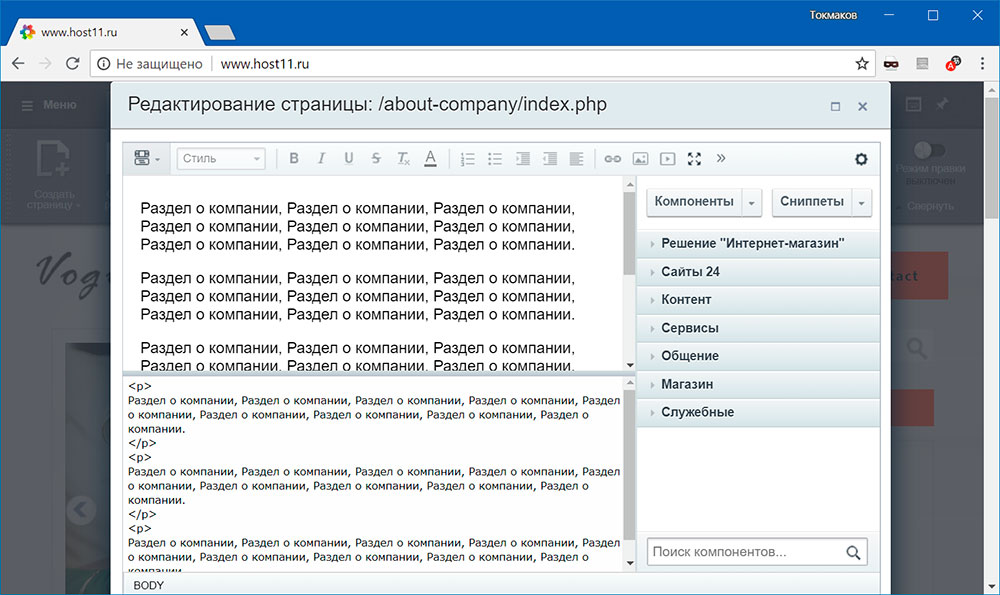 Токмаков
www.host11.ru
Не защищено
www.host11.ru
Меню
Редактирование страницы: /about-company/index.php
Создать
страницу
Режим правки
выключен
Свернуть
Стиль
B I U S Tx A
Раздел о компании, Раздел о компании, Раздел о компании,
Раздел о компании, Раздел о компании, Раздел о компании,
Раздел о компании, Раздел о компании, Раздел о компании.
Раздел о компании, Раздел о компании, Раздел о компании,
Раздел о компании, Раздел о компании, Раздел о компании,
Раздел о компании, Раздел о компании, Раздел о компании.
Раздел о компании, Раздел о компании, Раздел о компании,
Раздел о компании, Раздел о компании, Раздел о компании,
Компоненты
Сниппеты
Решение "Интернет-магазин"
Сайты 24
Контент
Сервисы
Общение
Магазин
Служебные
Vogu
tact
<p>
Раздел о компании, Раздел о компании, Раздел о компании, Раздел о компании, Раздел
о компании, Раздел о компании, Раздел о компании, Раздел о компании, Раздел о
компании.
</p>
<p>
Раздел о компании, Раздел о компании, Раздел о компании, Раздел о компании, Раздел
о компании, Раздел о компании, Раздел о компании, Раздел о компании, Раздел о
компании.
</p>
<p>
Раздел о компании, Раздел о компании, Раздел о компании, Раздел о компании, Раздел
о компании, Раздел о компании, Раздел о компании, Раздел о компании, Раздел о
компании.
Поиск компонентов...
BODY